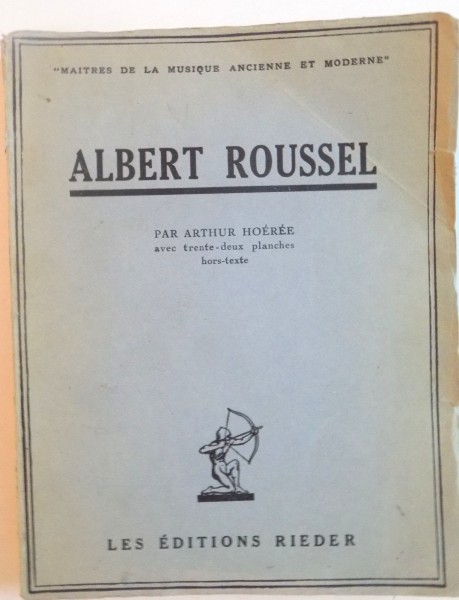 "MAITRES DE LA MUSIQUE ANCIENNE ET MODERNE"
ALBERT ROUSSEL
PAR ARTHUR HOÉRÉE
avec trente-deux planches
hors-texte
LES ÉDITIONS RIEDER